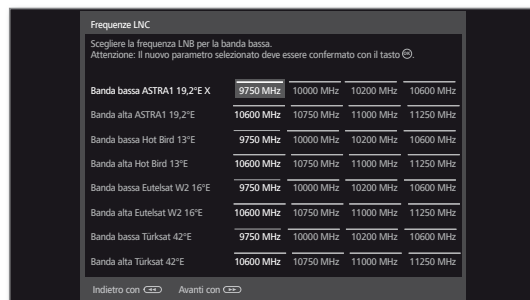 Frequenze LNC
Scegliere la frequenza LNB per la banda bassa.
Attenzione: Il nuovo parametro selezionato deve essere confermato con il tasto OK.
Banda bassa ASTRA1 19,2°E X 9750 MHz 10000 MHz 10200 MHz 10600 MHz
Banda alta ASTRA1 19,2°E 10600 MHz 10750 MHz 11000 MHz 11250 MHz
Banda bassa Hot Bird 13°E 9750 MHz 10000 MHz 10200 MHz 10600 MHz
Banda alta Hot Bird 13°E 10600 MHz 10750 MHz 11000 MHz 11250 MHz
Banda bassa Eutelsat W2 16°E 9750 MHz 10000 MHz 10200 MHz 10600 MHz
Banda alta Eutelsat W2 16°E 10600 MHz 10750 MHz 11000 MHz 11250 MHz
Banda bassa Türksat 42°E 9750 MHz 10000 MHz 10200 MHz 10600 MHz
Banda alta Türksat 42°E 10600 MHz 10750 MHz 11000 MHz 11250 MHz
Indietro con Avanti con